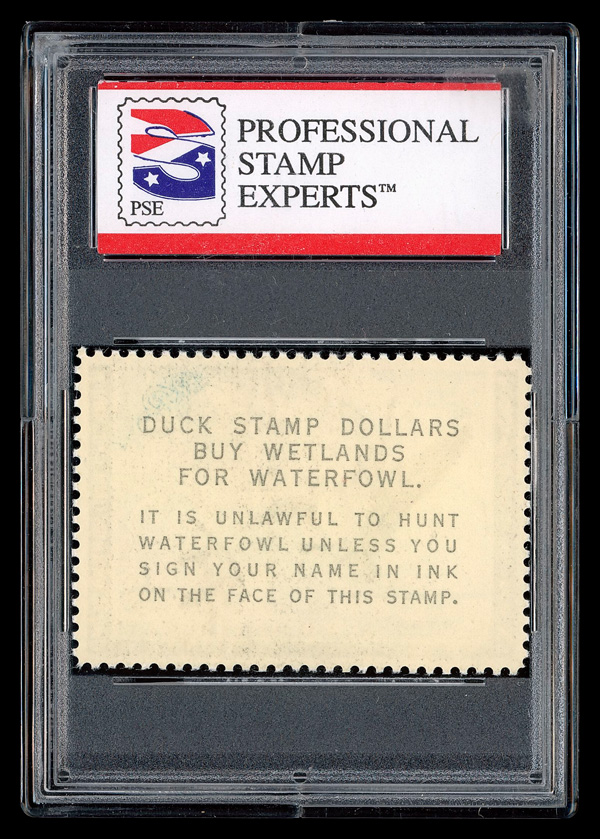 PROFESSIONAL
STAMP
EXPERTS™
PSE
DUCK STAMP DOLLARS
BUY WETLANDS
FOR WATERFOWL.
IT IS UNLAWFUL TO HUNT
WATERFOWL UNLESS YOU
SIGN YOUR NAME IN INK
ON THE FACE OF THIS STAMP.